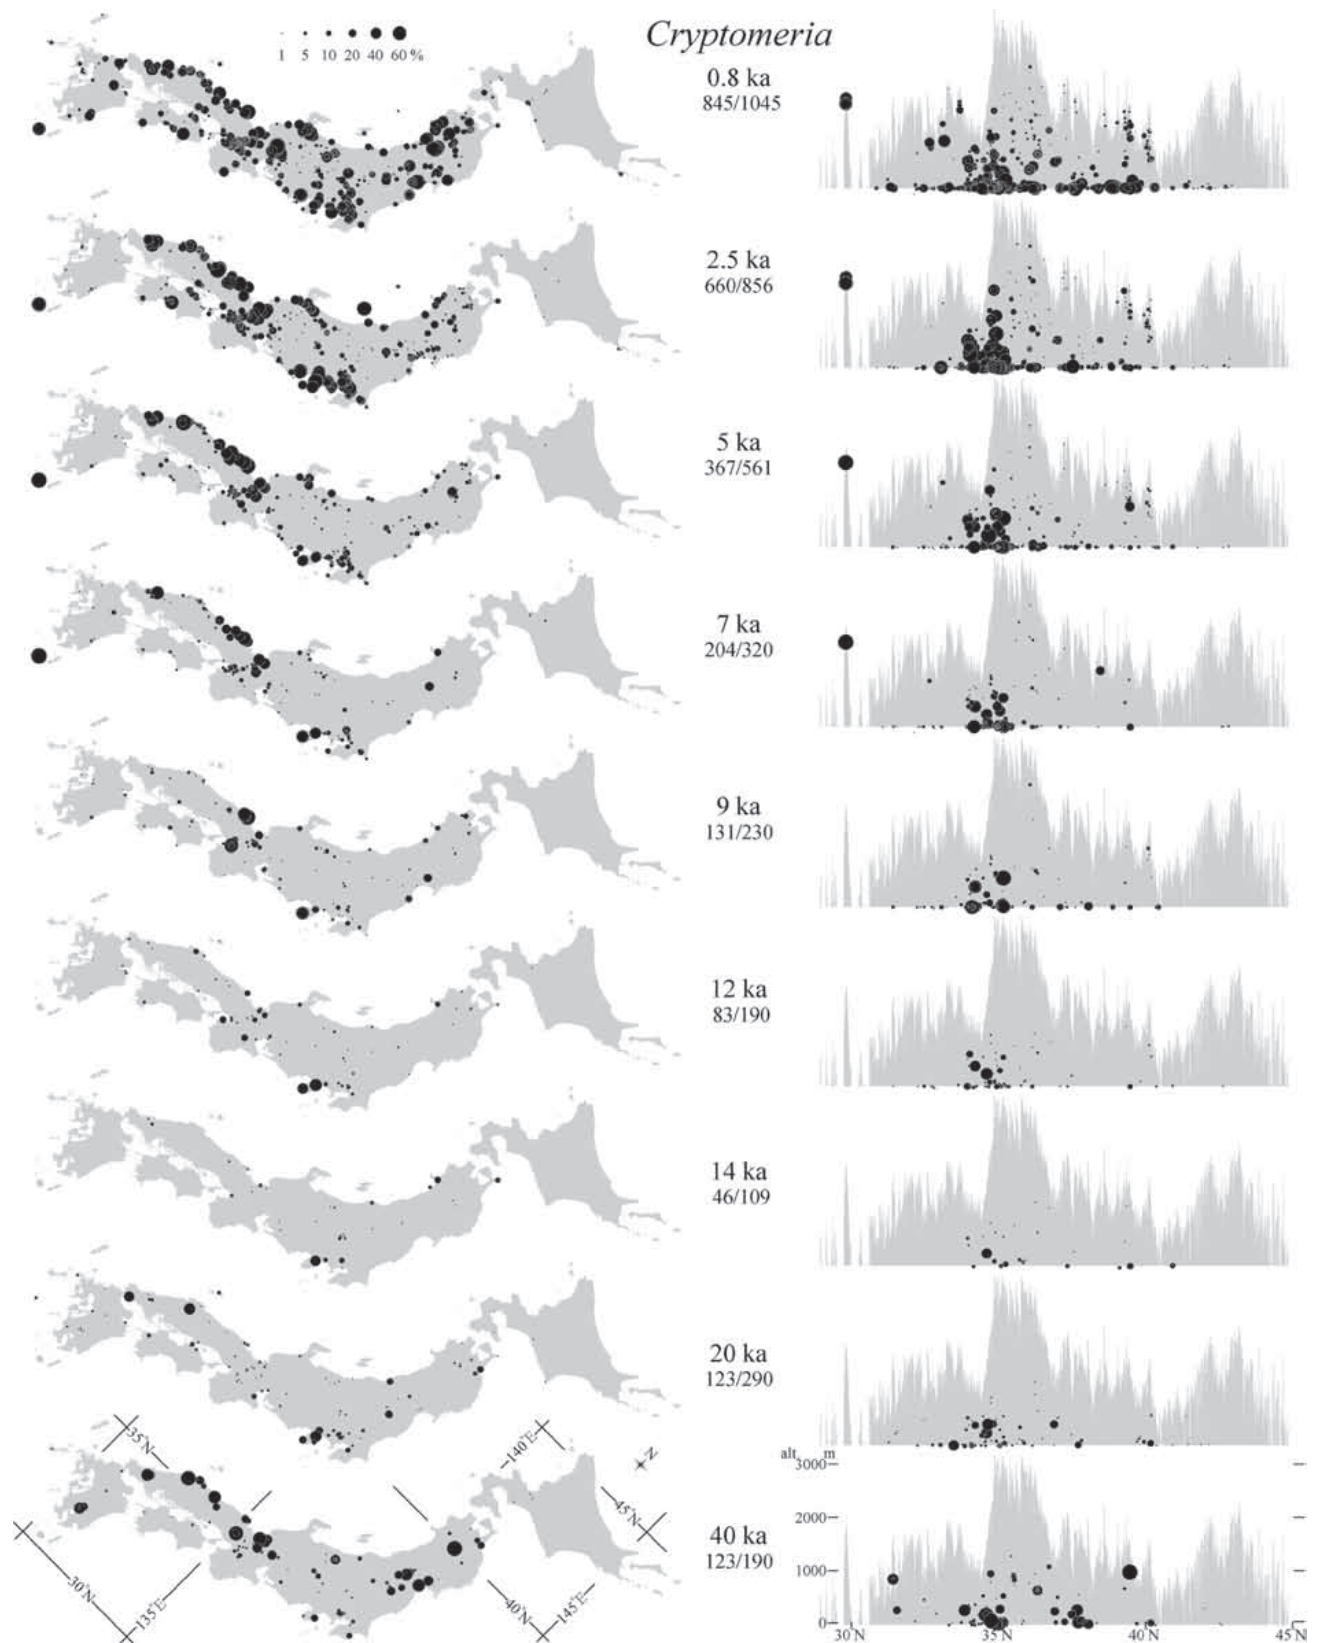 Cryptomeria
1 5 10 20 40 60 %
0.8 ka
845/1045
2.5 ka
660/856
5 ka
367/561
7 ka
204/320
9 ka
131/230
12 ka
83/190
14 ka
46/109
20 ka
123/290
35°N
140°E
N
45°N
30°N
135°E
40°N
145°E
40 ka
123/190
alt. m
3000
2000
1000
0
30°N 35°N 40°N 45°N